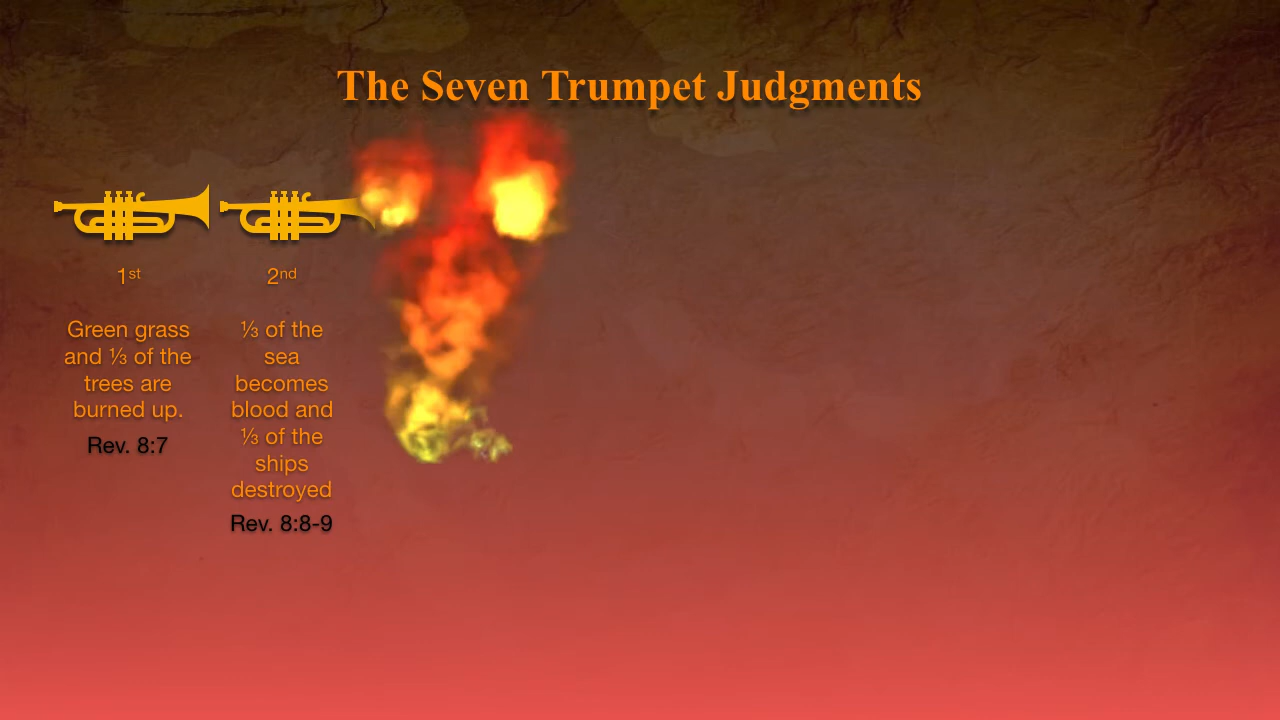 The Seven Trumpet Judgments
1st
Green grass
and ⅓ of the
trees are
burned up.
Rev. 8:7
2nd
⅓ of the
sea
becomes
blood and
⅓ of the
ships
destroyed
Rev. 8:8-9